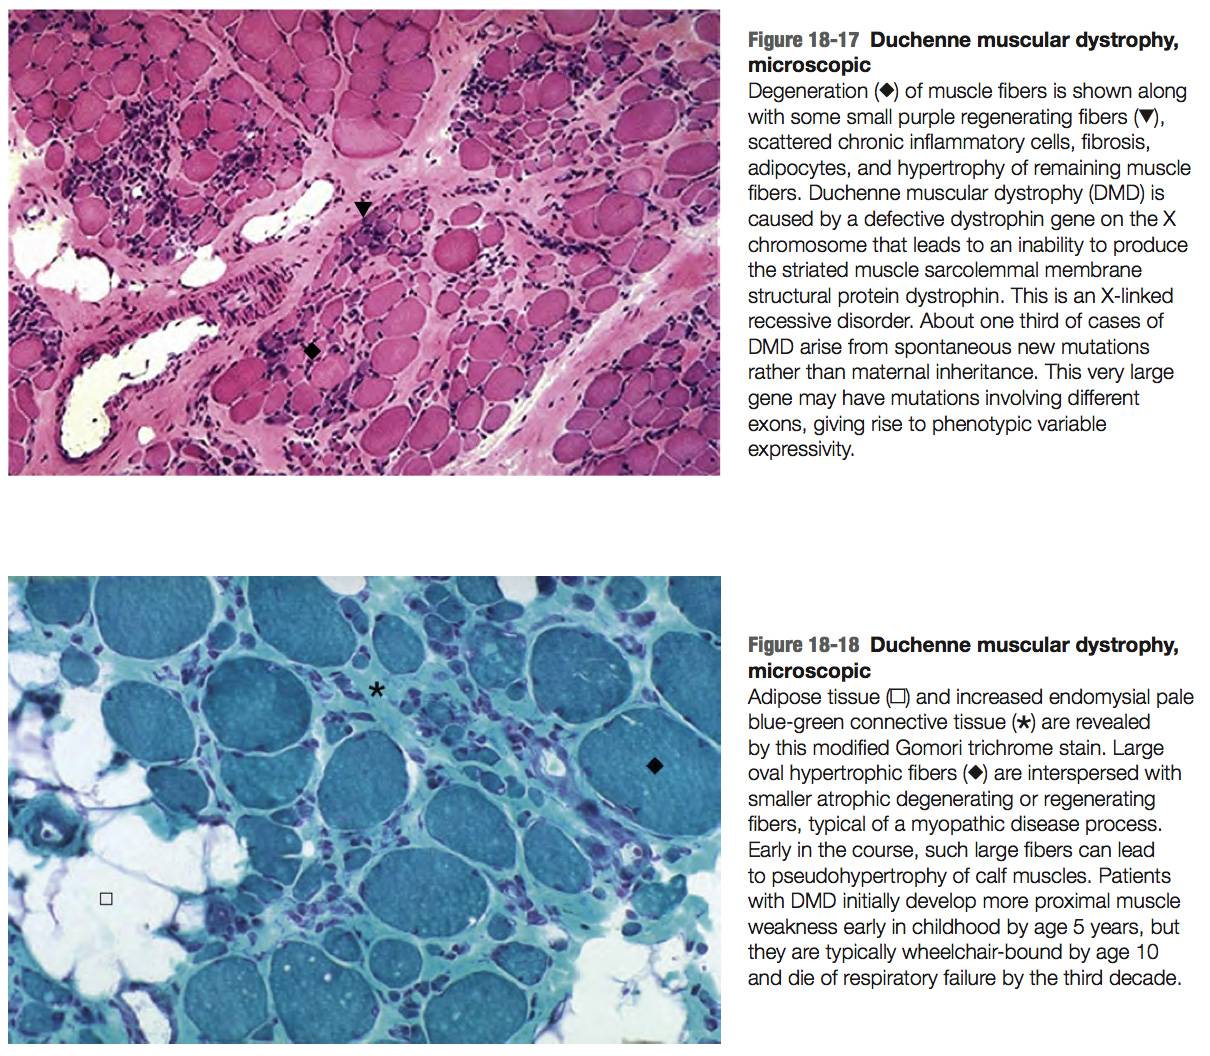 Figure 18-17 Duchenne muscular dystrophy,
microscopic
Degeneration (◆) of muscle fibers is shown along
with some small purple regenerating fibers (▼),
scattered chronic inflammatory cells, fibrosis,
adipocytes, and hypertrophy of remaining muscle
fibers. Duchenne muscular dystrophy (DMD) is
caused by a defective dystrophin gene on the X
chromosome that leads to an inability to produce
the striated muscle sarcolemmal membrane
structural protein dystrophin. This is an X-linked
recessive disorder. About one third of cases of
DMD arise from spontaneous new mutations
rather than maternal inheritance. This very large
gene may have mutations involving different
exons, giving rise to phenotypic variable
expressivity.
Figure 18-18 Duchenne muscular dystrophy,
microscopic
Adipose tissue (□) and increased endomysial pale
blue-green connective tissue (*) are revealed
by this modified Gomori trichrome stain. Large
oval hypertrophic fibers (◆) are interspersed with
smaller atrophic degenerating or regenerating
fibers, typical of a myopathic disease process.
Early in the course, such large fibers can lead
to pseudohypertrophy of calf muscles. Patients
with DMD initially develop more proximal muscle
weakness early in childhood by age 5 years, but
they are typically wheelchair-bound by age 10
and die of respiratory failure by the third decade.